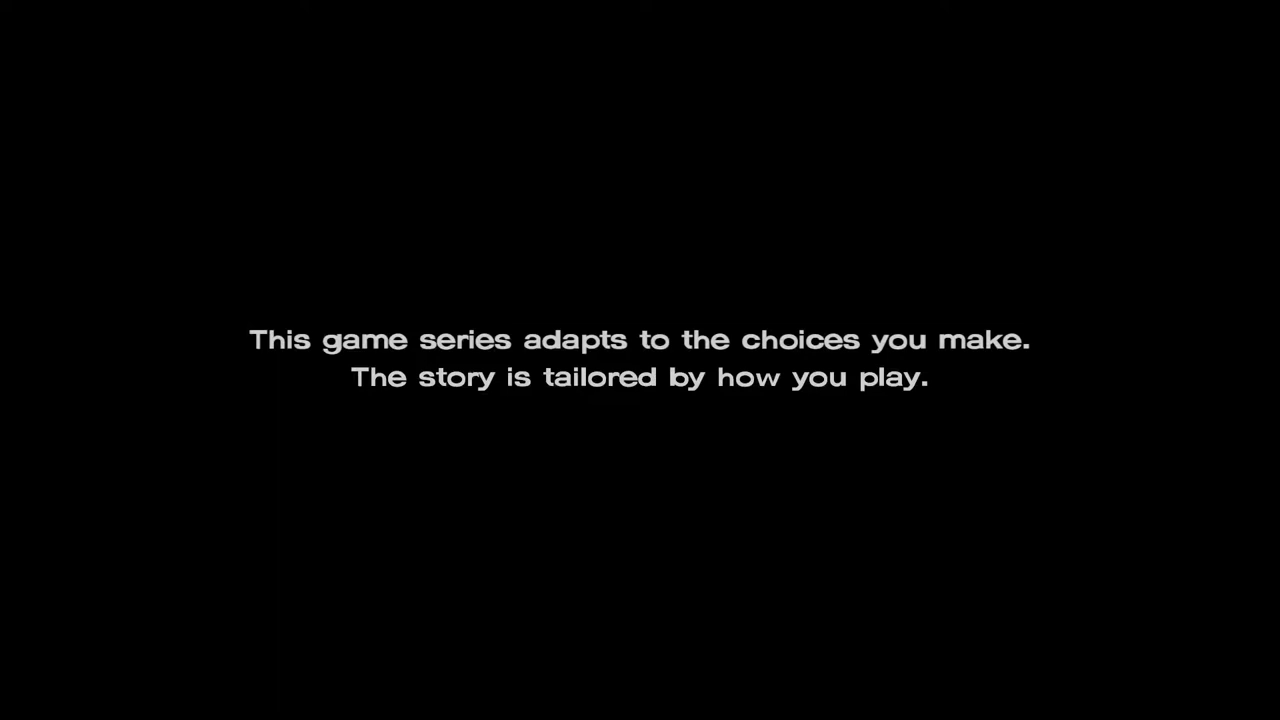 This game series adapts to the choices you make.
The story is tailored by how you play.